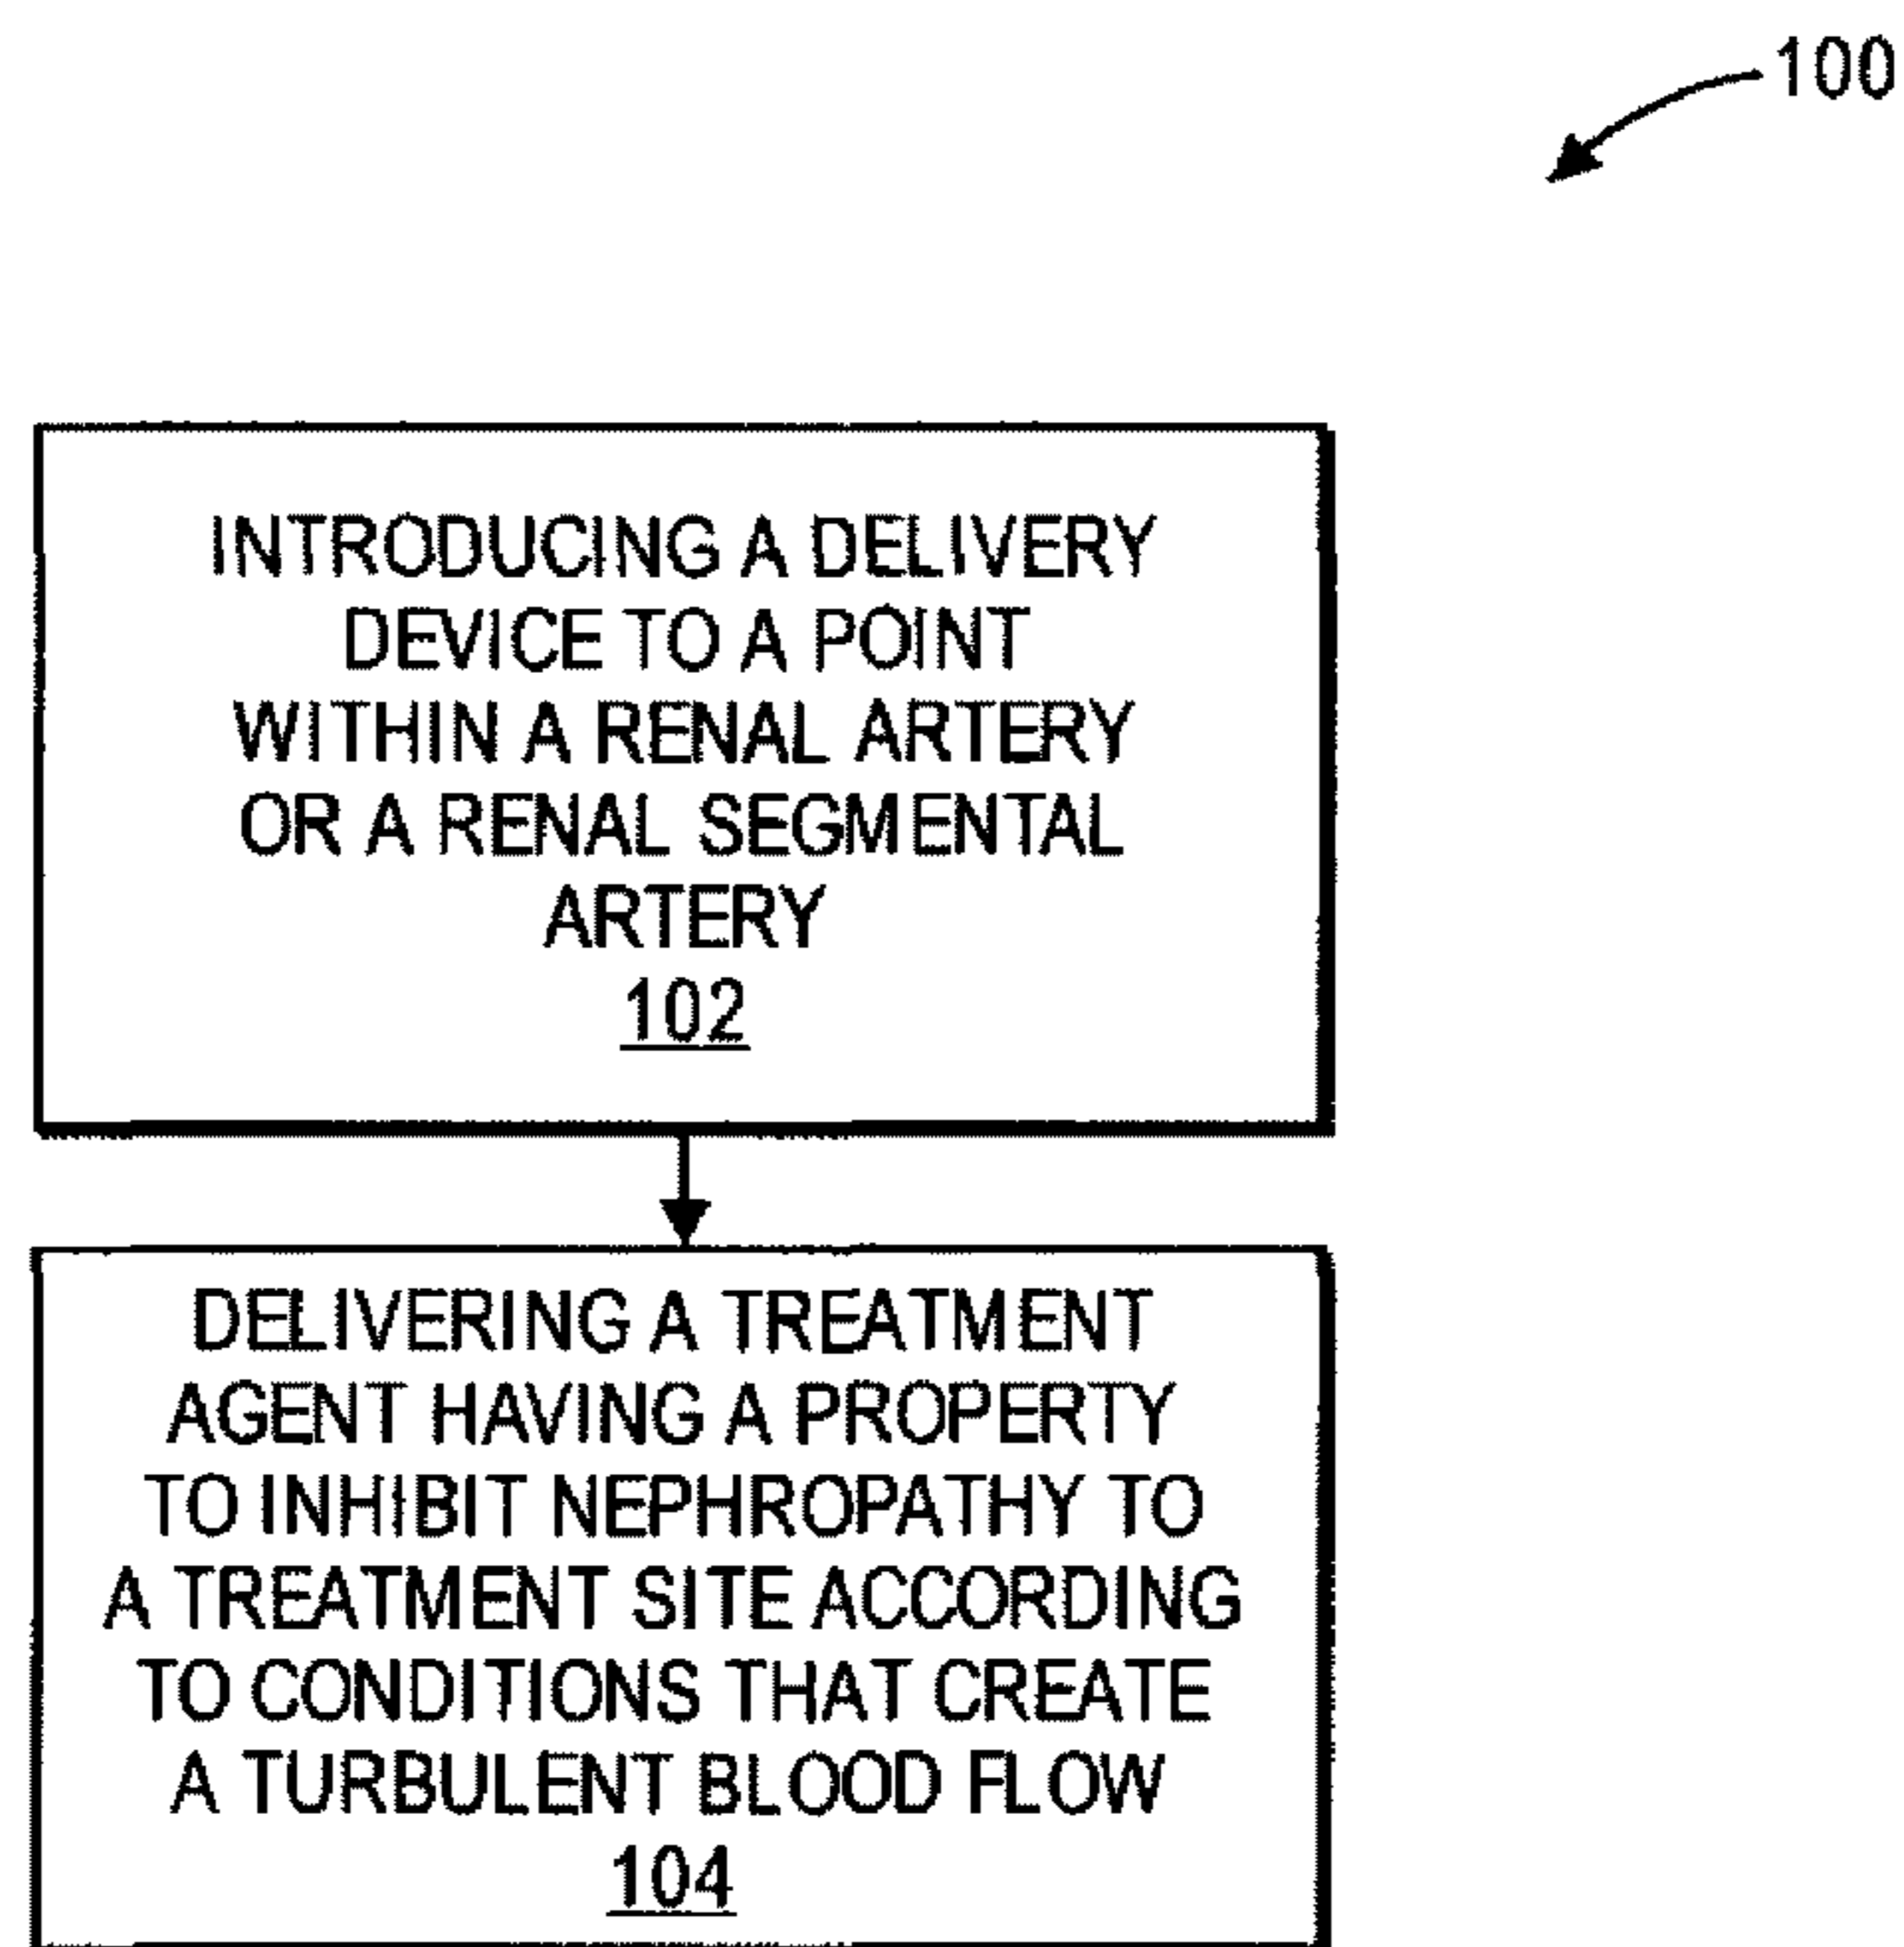 100
INTRODUCING A DELIVERY
DEVICE TO A POINT
WITHIN A RENAL ARTERY
OR A RENAL SEGMENTAL
ARTERY
102
DELIVERING A TREATMENT
AGENT HAVING A PROPERTY
TO INHIBIT NEPHROPATHY TO
A TREATMENT SITE ACCORDING
TO CONDITIONS THAT CREATE
A TURBULENT BLOOD FLOW
104